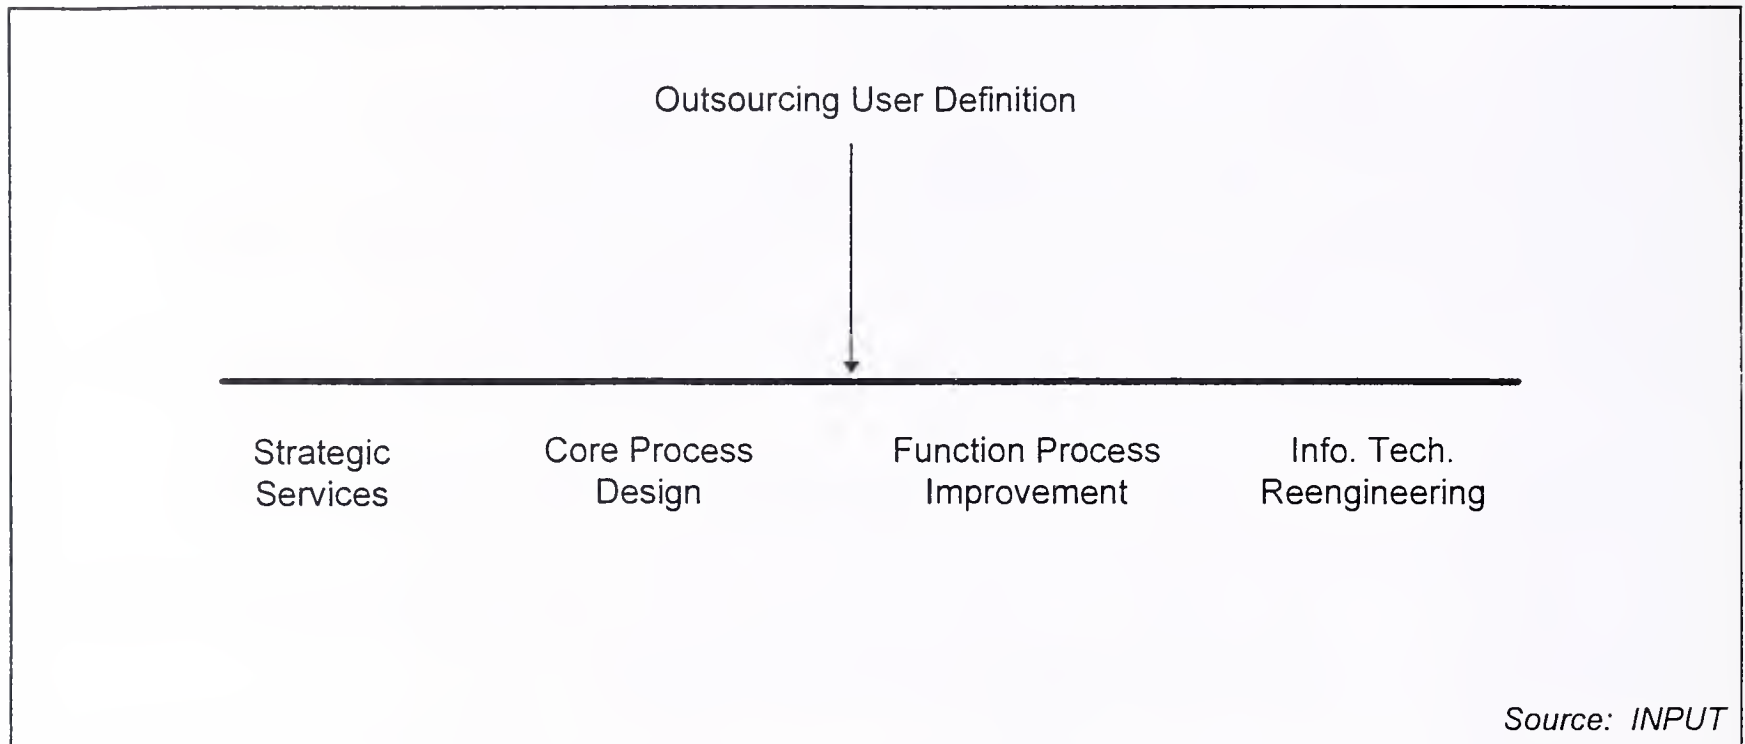 Outsourcing User Definition
Strategic
Services
Core Process
Design
Function Process
Improvement
Info. Tech.
Reengineering
Source: INPUT